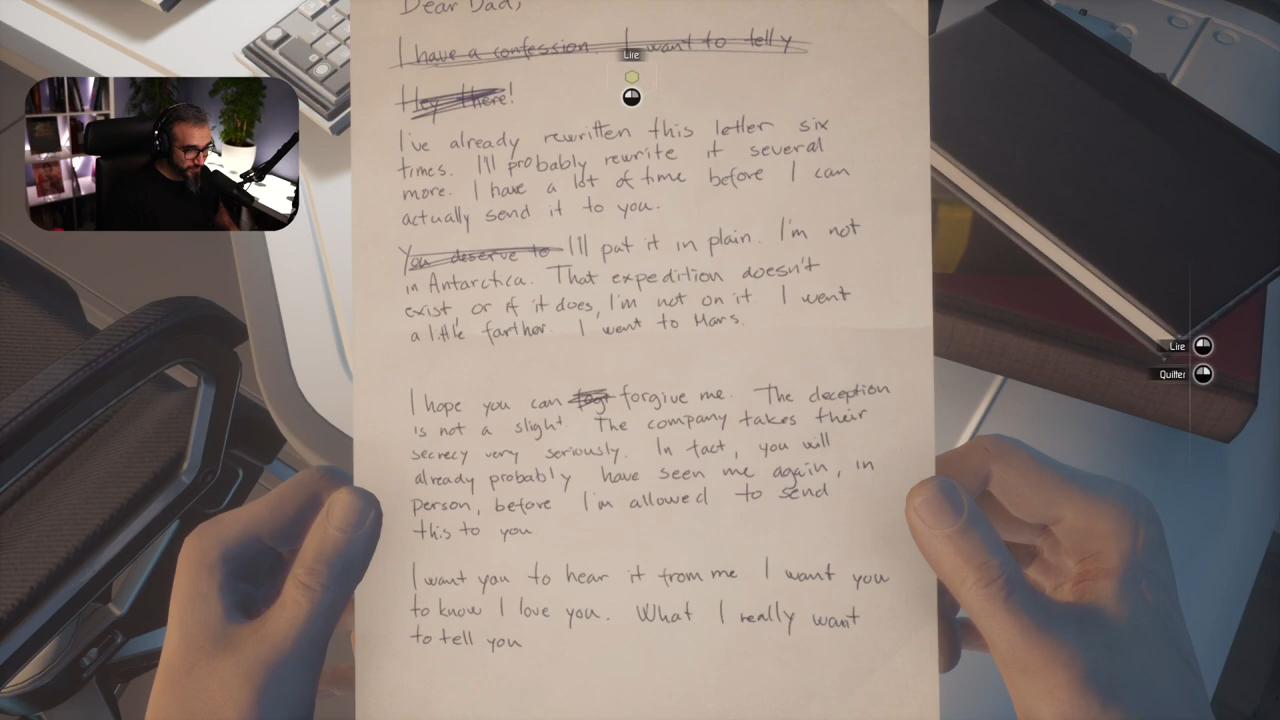 Dear Dad,
I have a confession I want to tell y
Lire
Hey there!
I've already rewritten this letter six
times. I'll probably rewrite it several
more. I have a lot of time before I can
actually send it to you.
You deserve to I'll put it in plain. I'm not
in Antarctica. That expedition doesn't
exist, or if it does, I'm not on it. I went
a little farther. I went to Mars.
Lire
Quitter
I hope you can forgive me. The deception
is not a slight. The company takes their
secrecy very seriously. In fact, you will
already probably have seen me again, in
person, before I'm allowed to send
this to you
I want you to hear it from me I want you
to know I love you. What I really want
to tell you